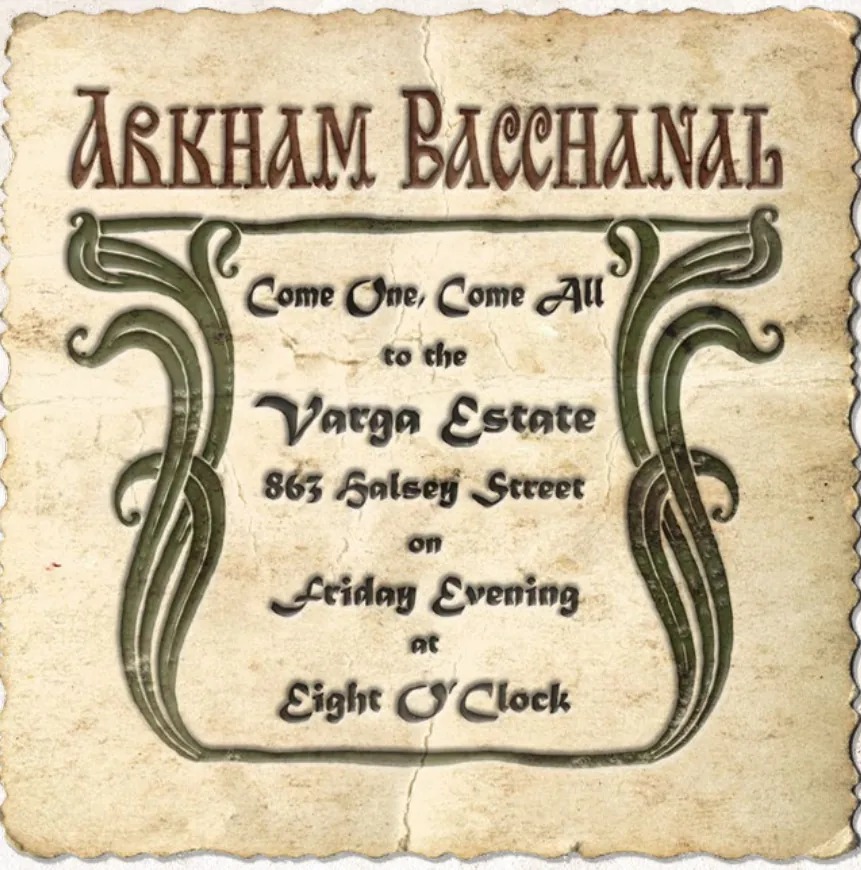 Arkham Bacchanal
Come One, Come All
to the
Varga Estate
863 Halsey Street
on
Friday Evening
at
Eight O'Clock